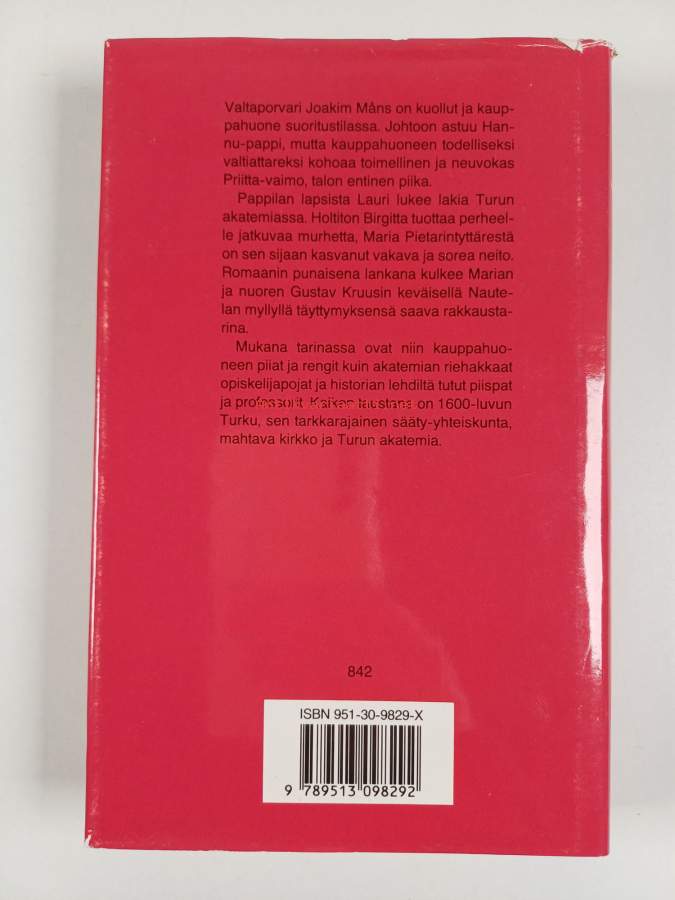 Valtaporvari Joakim Måns on kuollut ja kaup-
pahuone suoritustilassa. Johtoon astuu Han-
nu-pappi, mutta kauppahuoneen todelliseksi
valtiattareksi kohoaa toimellinen ja neuvokas
Priitta-vaimo, talon entinen piika.
Pappilan lapsista Lauri lukee lakia Turun
akatemiassa. Holtiton Birgitta tuottaa perheel-
le jatkuvaa murhetta, Maria Pietarintyttärestä
on sen sijaan kasvanut vakava ja sorea neito.
Romaanin punaisena lankana kulkee Marian
ja nuoren Gustav Kruusin keväisellä Naute-
lan myllyllä täyttymyksensä saava rakkausta-
rina.
Mukana tarinassa ovat niin kauppahuo-
neen piiat ja rengit kuin akatemian riehakkaat
opiskelijapojat ja historian lehdiltä tutut piispat
ja professorit. Kaiken taustana on 1600-luvun
Turku, sen tarkkarajainen sääty-yhteiskunta,
mahtava kirkko ja Turun akatemia.
842
ISBN 951-30-9829-X
9 789513 098292